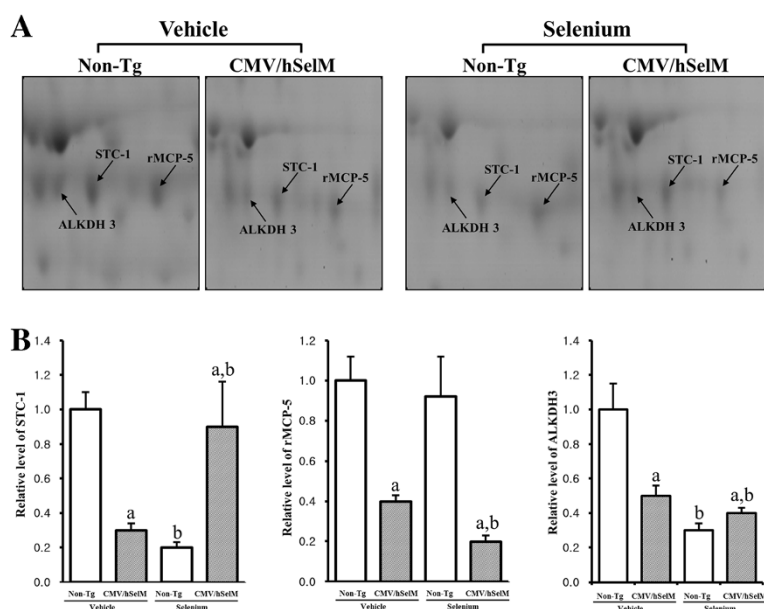 A
Vehicle
Selenium
Non-Tg
CMV/hSelM
Non-Tg
CMV/hSelM
STC-1
rMCP-5
ALKDH 3
STC-1
rMCP-5
ALKDH 3
STC-1
rMCP-5
ALKDH 3
STC-1
rMCP-5
ALKDH 3
B
Relative level of STC-1
1.4
1.2
1.0
0.8
0.6
0.4
0.2
0.0
a
b
a,b
Non-Tg
CMV/hSelM
Non-Tg
CMV/hSelM
Vehicle
Selenium
Relative level of rMCP-5
1.2
1.0
0.8
0.6
0.4
0.2
0.0
a
a,b
Non-Tg
CMV/hSelM
Non-Tg
CMV/hSelM
Vehicle
Selenium
Relative level of ALKDH3
1.4
1.2
1.0
0.8
0.6
0.4
0.2
0.0
a
b
a,b
Non-Tg
CMV/hSelM
Non-Tg
CMV/hSelM
Vehicle
Selenium